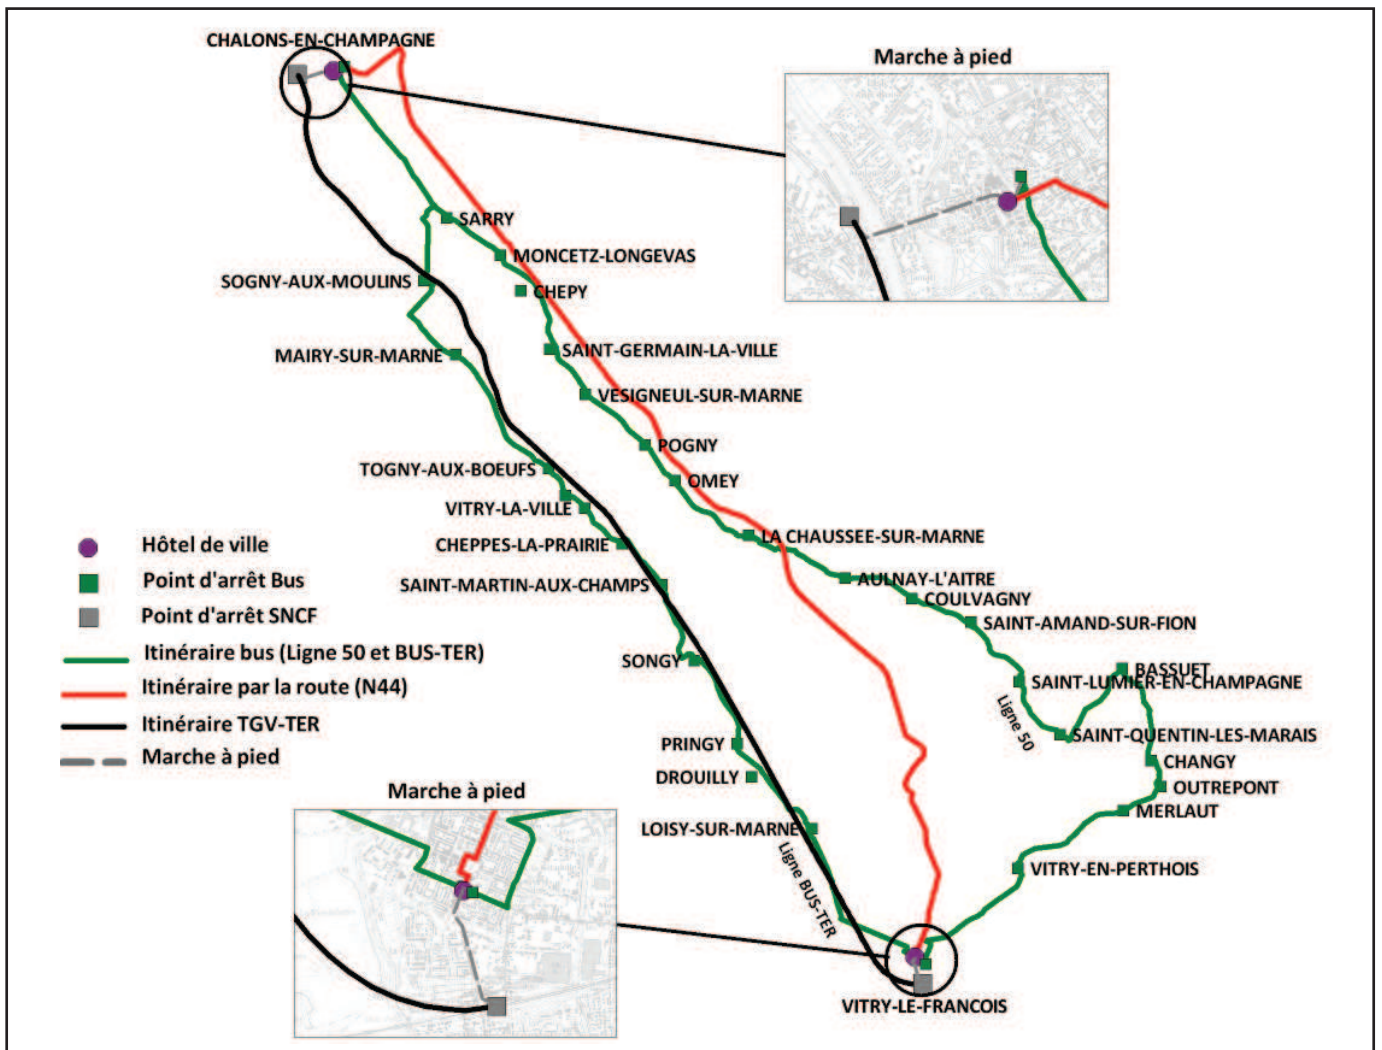 CHALONS-EN-CHAMPAGNE
Marche à pied
SARRY
MONCETZ-LONGEVAS
SOGNY-AUX-MOULINS
CHEPY
MAIRY-SUR-MARNE
SAINT-GERMAIN-LA-VILLE
VESIGNEUL-SUR-MARNE
POGNY
TOGNY-AUX-BOEUFS
OMEY
VITRY-LA-VILLE
LA CHAUSSEE-SUR-MARNE
CHEPPES-LA-PRAIRIE
SAINT-MARTIN-AUX-CHAMPS
AULNAY-L'AITRE
COULVAGNY
SAINT-AMAND-SUR-FION
SONGY
BASSUET
SAINT-LUMIER-EN-CHAMPAGNE
Ligne 50
SAINT-QUENTIN-LES-MARAIS
PRINGY
CHANGY
DROUILLY
OUTREPONT
MERLAUT
LOISY-SUR-MARNE
Ligne BUS-TER
VITRY-EN-PERTHOIS
VITRY-LE-FRANCOIS
Hôtel de ville
Point d'arrêt Bus
Point d'arrêt SNCF
Itinéraire bus (Ligne 50 et BUS-TER)
Itinéraire par la route (N44)
Itinéraire TGV-TER
Marche à pied
Marche à pied